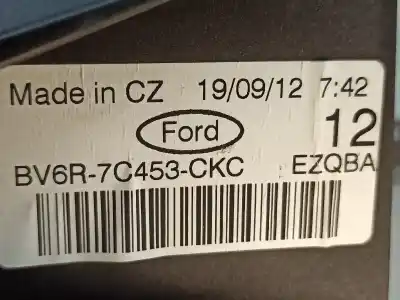 Made in CZ 19/09/12 7:42
Ford 12
BV6R-7C453-CKC EZQBA